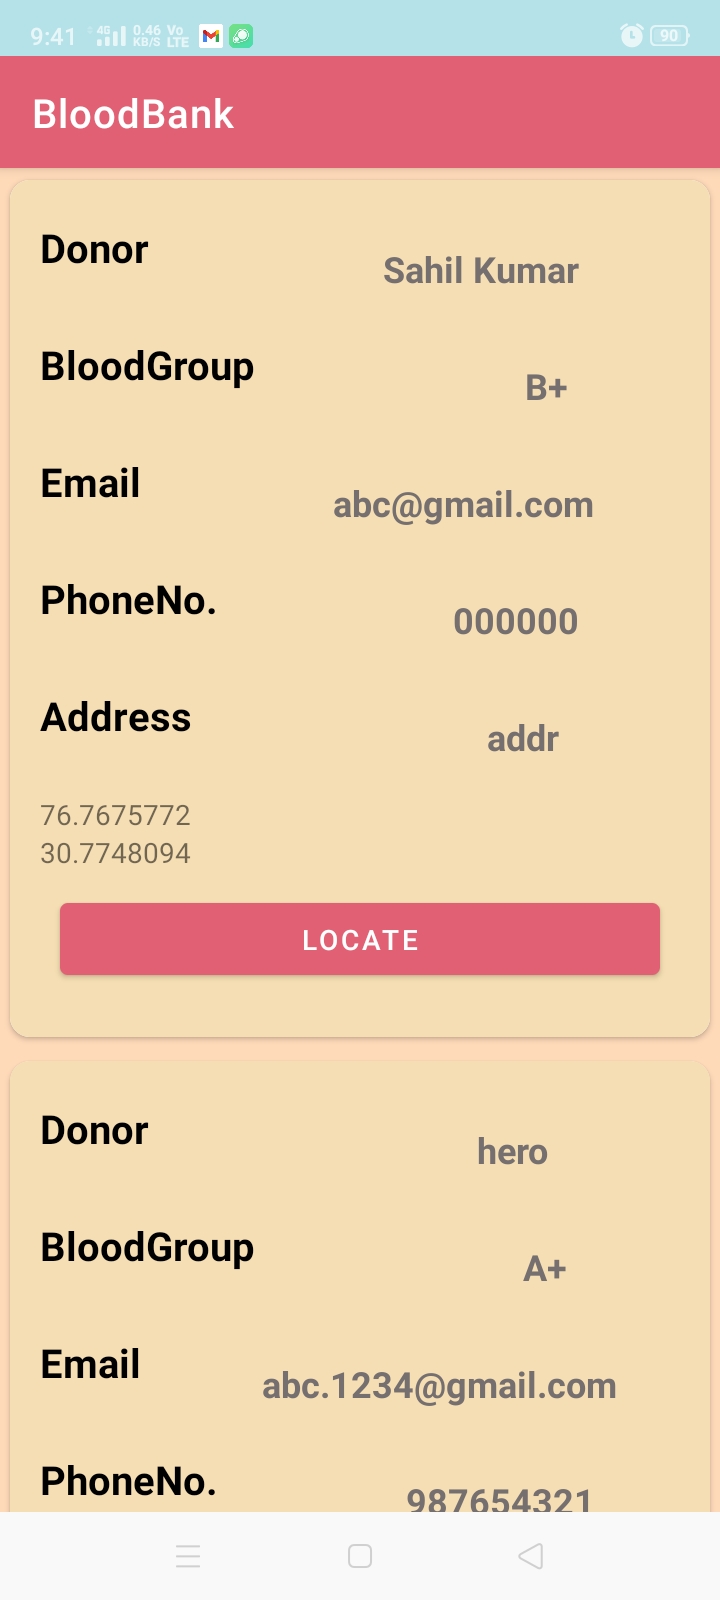 9:41 4G 0.46 KB/S Vo LTE 90
BloodBank
Donor
Sahil Kumar
BloodGroup
B+
Email
abc@gmail.com
PhoneNo.
000000
Address
addr
76.7675772
30.7748094
LOCATE
Donor
hero
BloodGroup
A+
Email
abc.1234@gmail.com
PhoneNo.
987654321